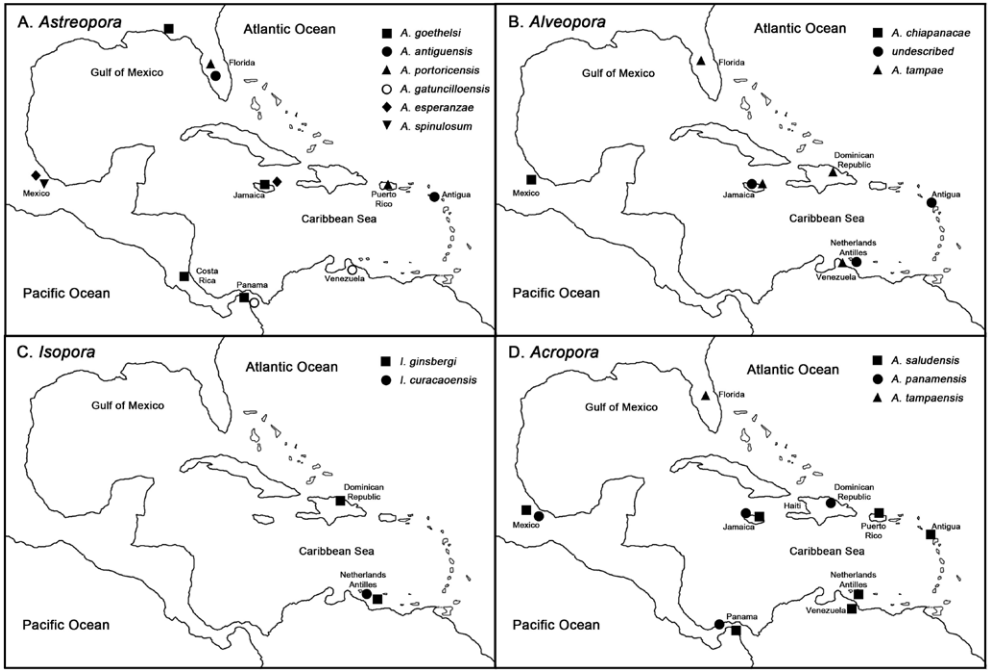 A. Astreopora
Atlantic Ocean
A. goethelsi
A. antiguensis
A. portoricensis
A. gatuncilloensis
A. esperanzae
A. spinulosum
Gulf of Mexico
Florida
Mexico
Jamaica
Puerto
Rico
Antigua
Caribbean Sea
Costa
Rica
Panama
Venezuela
Pacific Ocean
B. Alveopora
Atlantic Ocean
A. chiapanacae
undescribed
A. tampae
Gulf of Mexico
Florida
Dominican
Republic
Mexico
Jamaica
Antigua
Caribbean Sea
Netherlands
Antilles
Venezuela
Pacific Ocean
C. Isopora
Atlantic Ocean
I. ginsbergi
I. curacaoensis
Gulf of Mexico
Dominican
Republic
Caribbean Sea
Netherlands
Antilles
Pacific Ocean
D. Acropora
Atlantic Ocean
A. saludensis
A. panamensis
A. tampaensis
Gulf of Mexico
Florida
Dominican
Republic
Haiti
Mexico
Jamaica
Puerto
Rico
Antigua
Caribbean Sea
Netherlands
Antilles
Venezuela
Panama
Pacific Ocean